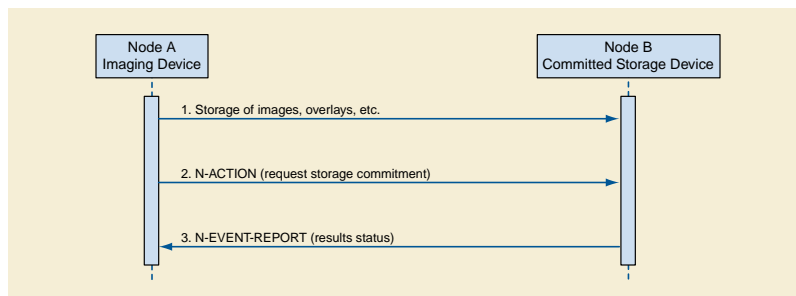 Node A
Imaging Device
Node B
Committed Storage Device
1. Storage of images, overlays, etc.
2. N-ACTION (request storage commitment)
3. N-EVENT-REPORT (results status)